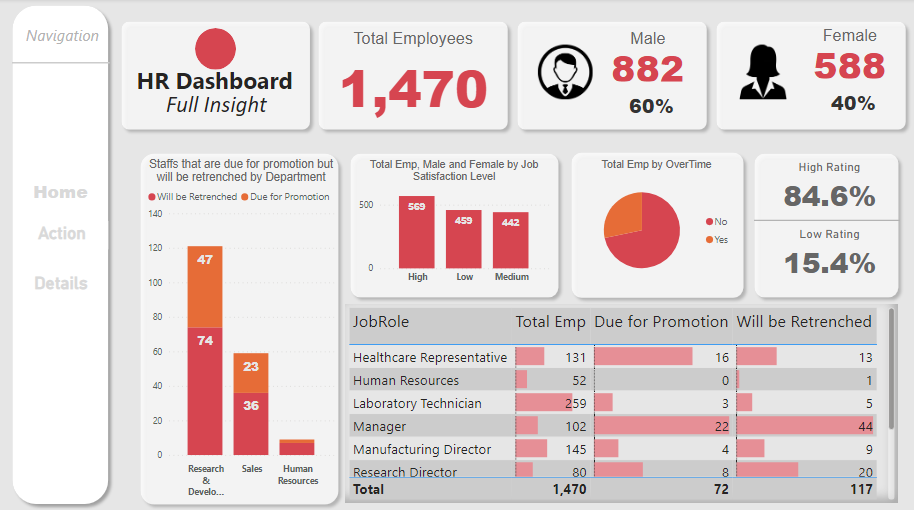 Navigation
Home
Action
Details
HR Dashboard
Full Insight
Total Employees
1,470
Male
882
60%
Female
588
40%
Staffs that are due for promotion but
will be retrenched by Department
Will be Retrenched Due for Promotion
140
120
100
80
60
40
20
0
47
74
23
36
Research
&
Develo...
Sales
Human
Resources
Total Emp, Male and Female by Job
Satisfaction Level
500
0
569
459
442
High Low Medium
Total Emp by OverTime
No
Yes
High Rating
84.6%
Low Rating
15.4%
JobRole Total Emp Due for Promotion Will be Retrenched
Healthcare Representative 131 16 13
Human Resources 52 0 1
Laboratory Technician 259 3 5
Manager 102 22 44
Manufacturing Director 145 4 9
Research Director 80 8 20
Total 1,470 72 117